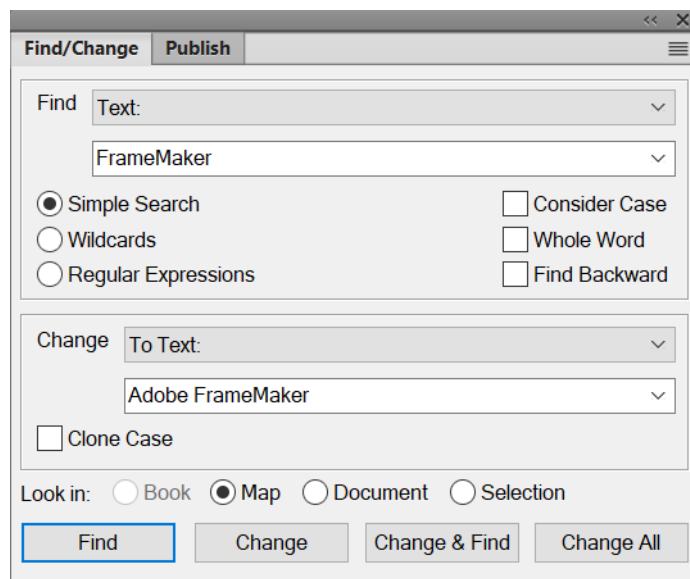 Find/Change Publish
Find Text:
FrameMaker
Simple Search Consider Case
Wildcards Whole Word
Regular Expressions Find Backward
Change To Text:
Adobe FrameMaker
Clone Case
Look in: Book Map Document Selection
Find Change Change & Find Change All